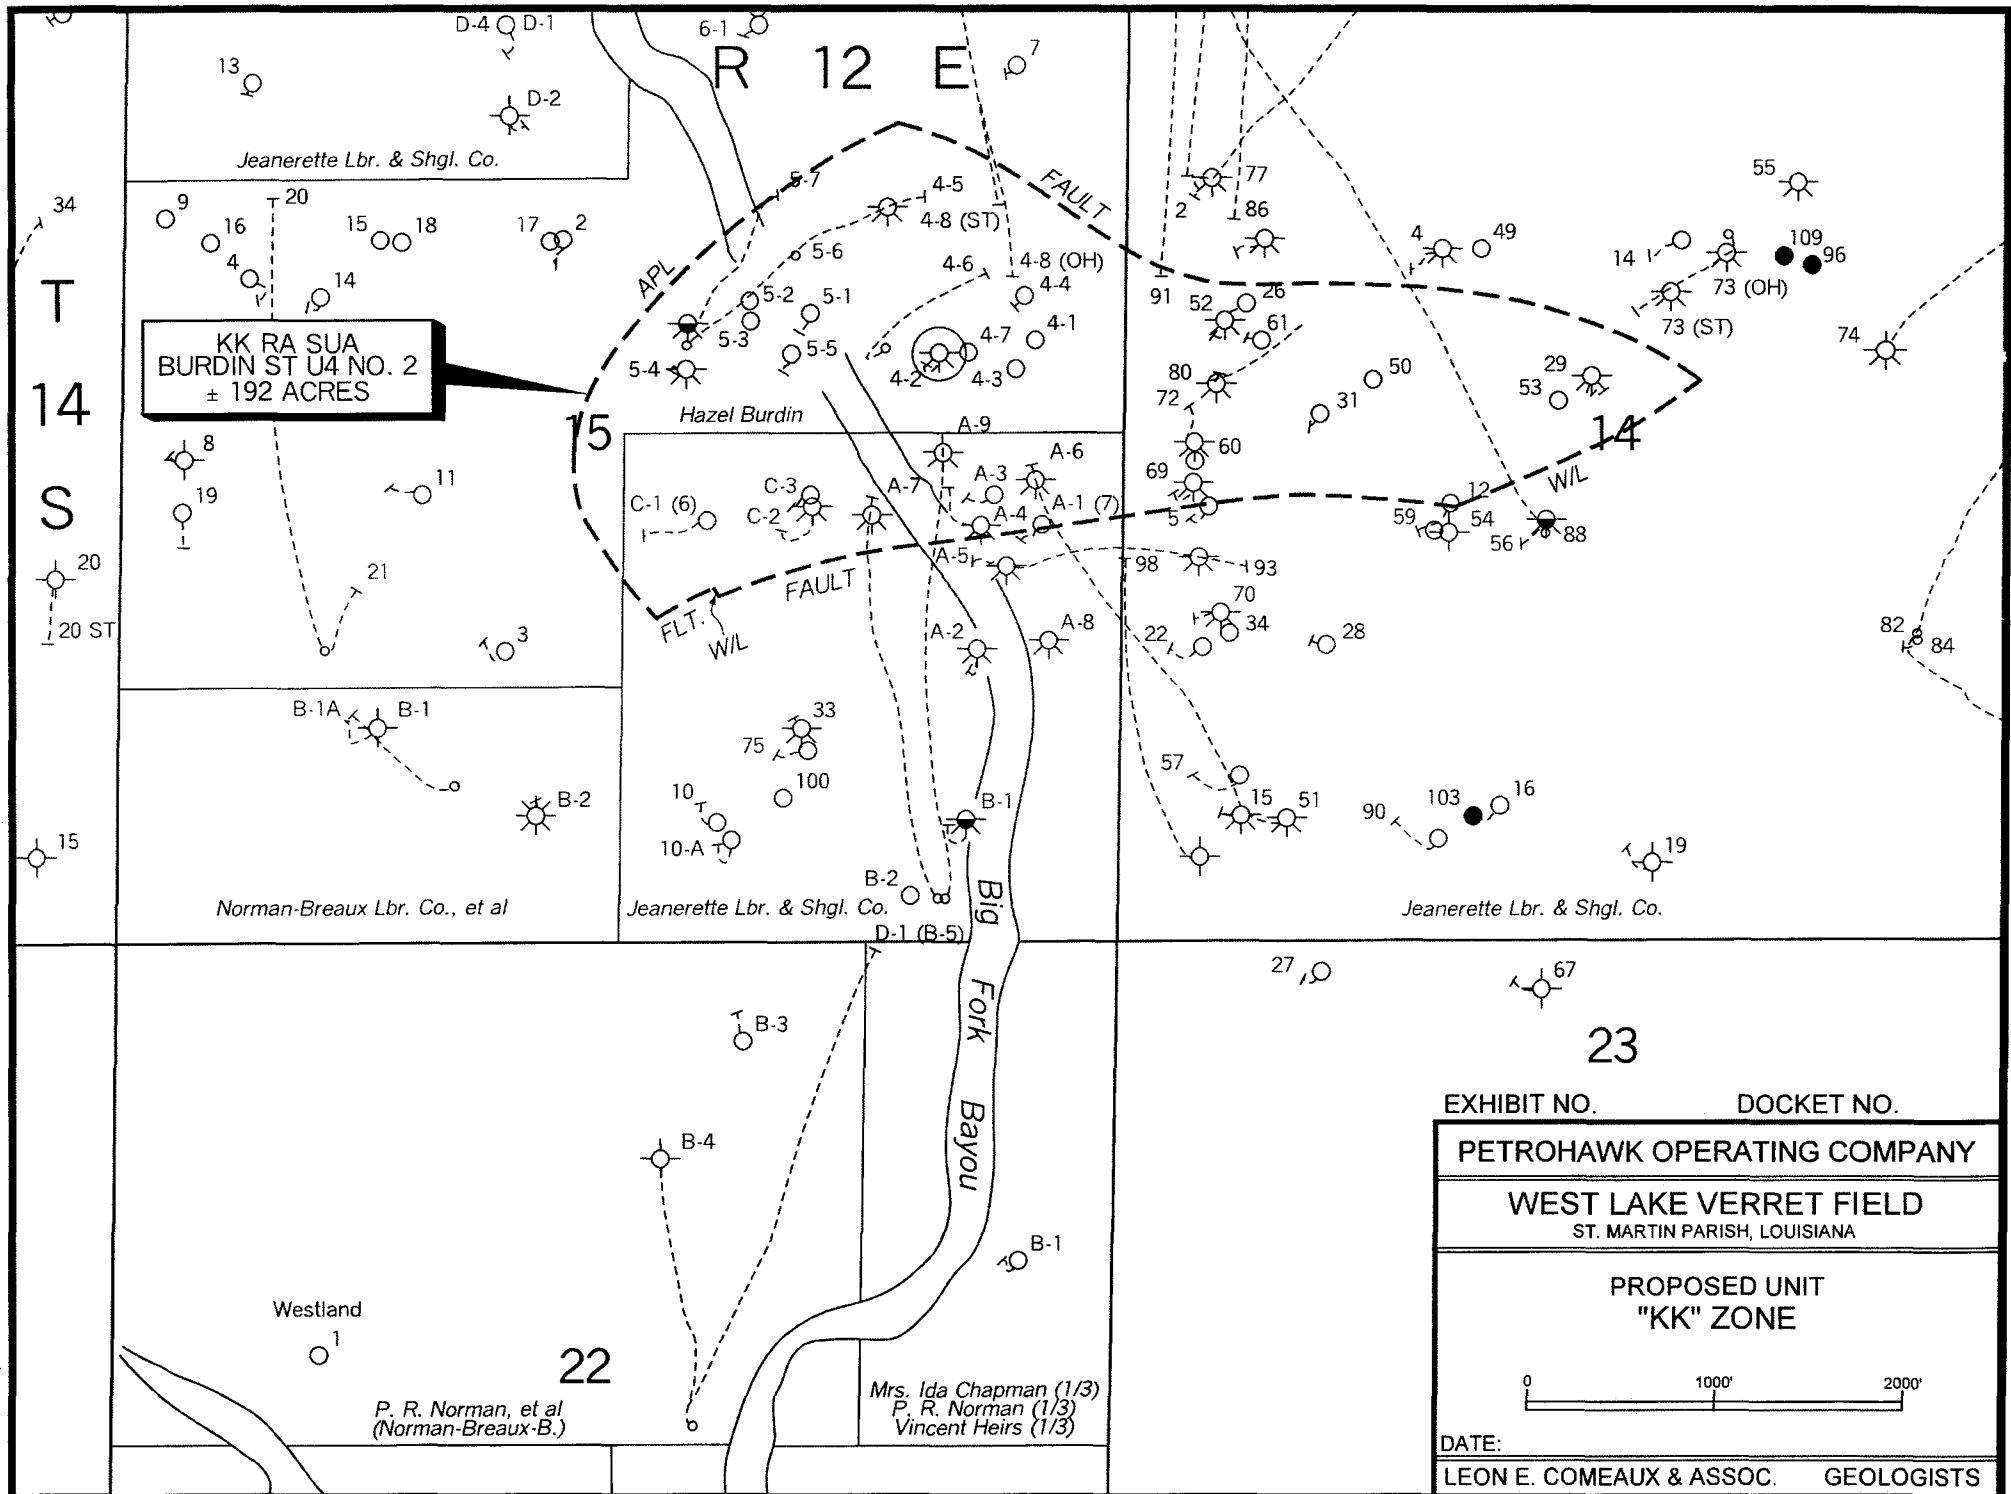 D-4
D-1
6-1
R 12 E
7
13
D-2
Jeanerette Lbr. & Shgl. Co.
34
9
16
20
15
18
17
2
4
14
T
14
S
KK RA SUA
BURDIN ST U4 NO. 2
± 192 ACRES
APL
5-7
4-5
4-8 (ST)
FAULT
5-6
4-6
4-8 (OH)
4-4
5-2
5-1
5-3
5-5
5-4
4-7
4-1
4-2
4-3
Hazel Burdin
15
77
2
86
91
52
26
61
80
72
50
31
60
69
5
4
49
14
9
109
96
73 (OH)
73 (ST)
55
74
29
53
14
W/L
12
59
54
56
88
8
19
11
20
20 ST
21
3
C-1 (6)
C-3
C-2
A-7
A-9
A-3
A-6
A-4
A-1 (7)
A-5
FAULT
FLT.
W/L
A-2
A-8
98
93
70
34
22
28
82
84
B-1A
B-1
B-2
15
33
75
100
10
10-A
B-1
B-2
57
15
51
90
103
16
19
Norman-Breaux Lbr. Co., et al
Jeanerette Lbr. & Shgl. Co.
Jeanerette Lbr. & Shgl. Co.
D-1 (B-5)
Big Fork Bayou
27
67
23
B-3
B-4
B-1
Westland
1
22
P. R. Norman, et al
(Norman-Breaux-B.)
Mrs. Ida Chapman (1/3)
P. R. Norman (1/3)
Vincent Heirs (1/3)
EXHIBIT NO. DOCKET NO.
PETROHAWK OPERATING COMPANY
WEST LAKE VERRET FIELD
ST. MARTIN PARISH, LOUISIANA
PROPOSED UNIT
"KK" ZONE
0 1000' 2000'
DATE:
LEON E. COMEAUX & ASSOC. GEOLOGISTS